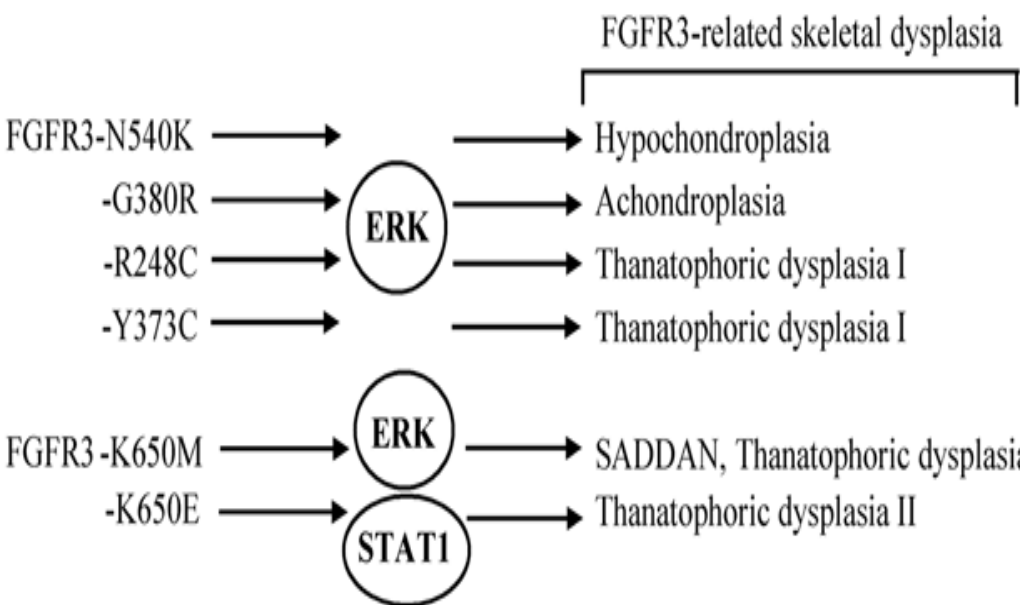 FGFR3-related skeletal dysplasia
FGFR3-N540K Hypochondroplasia
-G380R ERK Achondroplasia
-R248C Thanatophoric dysplasia I
-Y373C Thanatophoric dysplasia I
FGFR3 -K650M ERK SADDAN, Thanatophoric dysplasia
-K650E Thanatophoric dysplasia II
STAT1